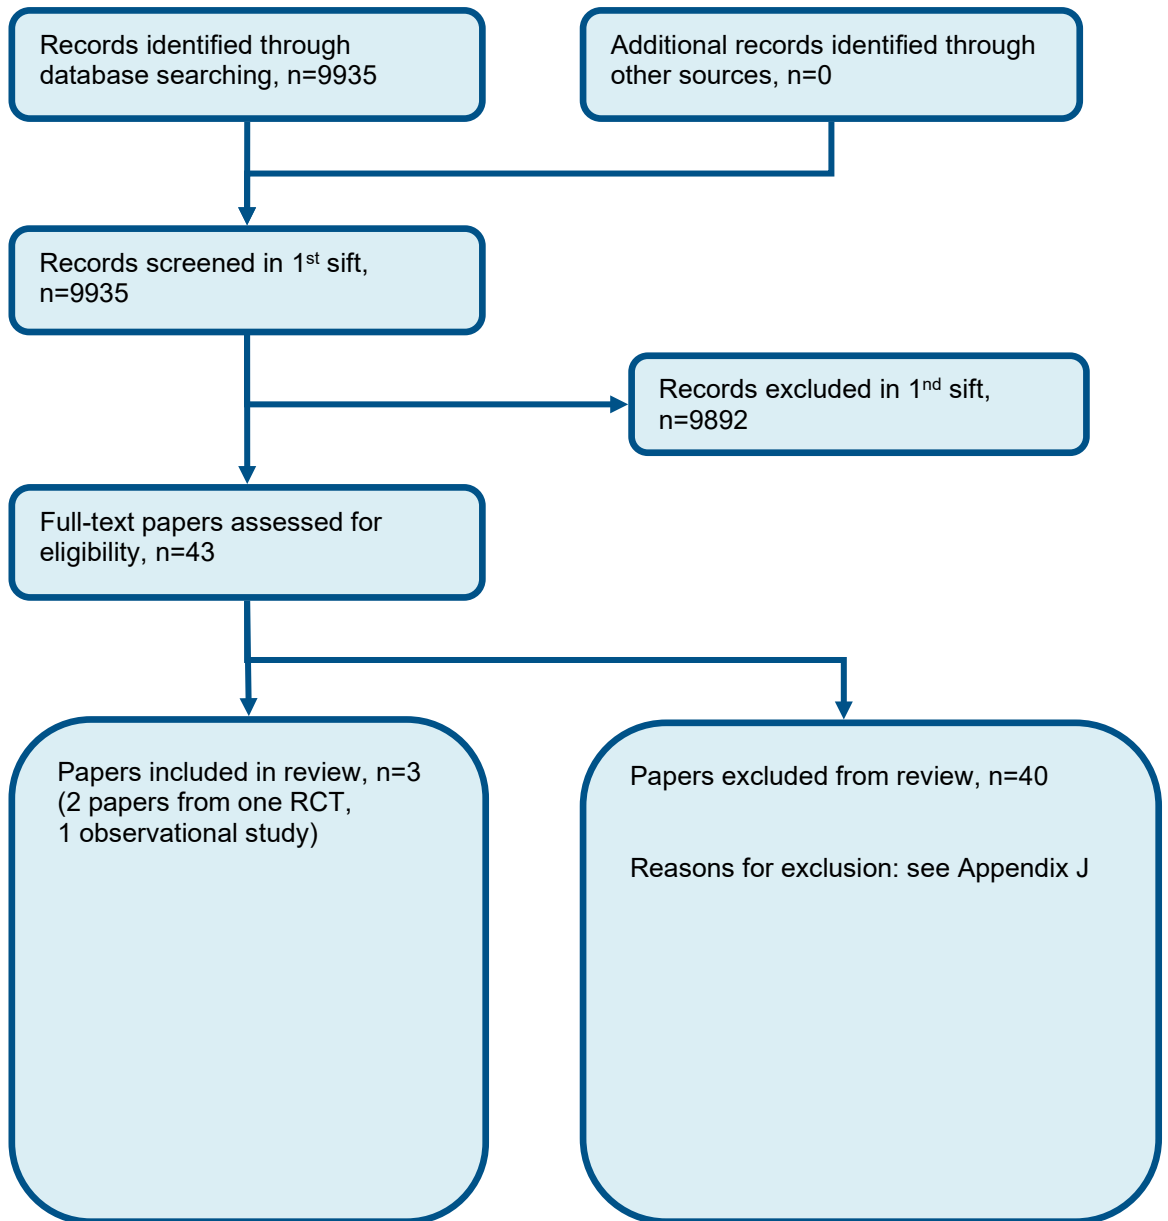 Records identified through
database searching, n=9935
Additional records identified through
other sources, n=0
Records screened in 1st sift,
n=9935
Records excluded in 1nd sift,
n=9892
Full-text papers assessed for
eligibility, n=43
Papers included in review, n=3
(2 papers from one RCT,
1 observational study)
Papers excluded from review, n=40
Reasons for exclusion: see Appendix J